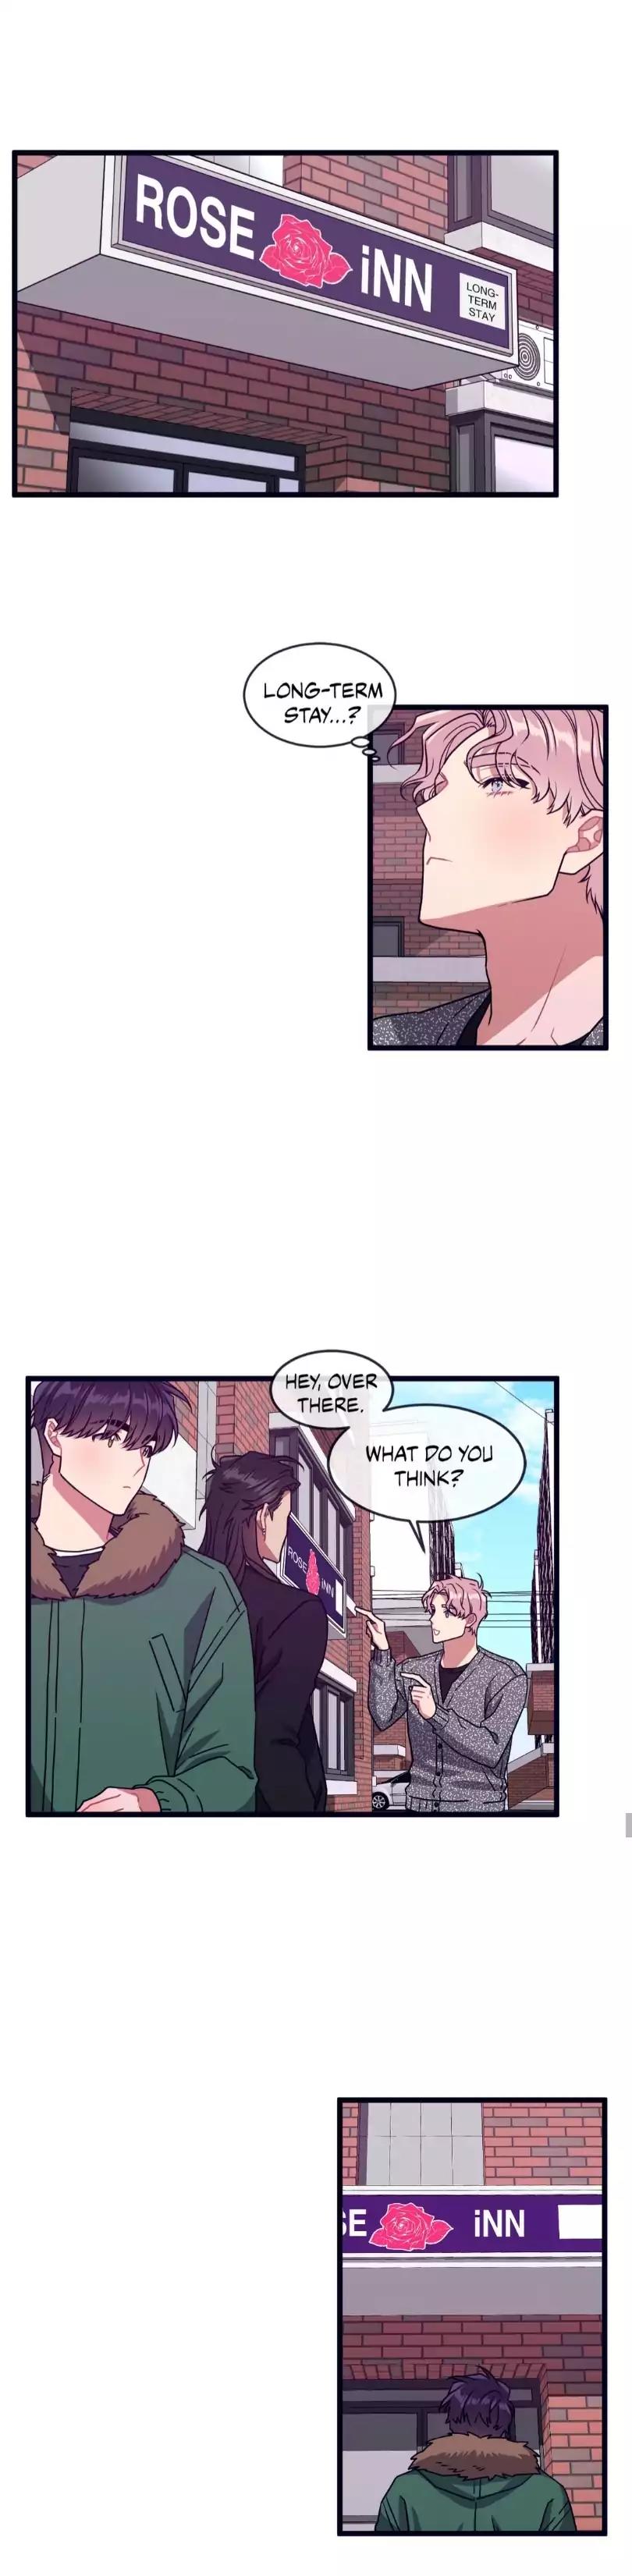 ROSE iNN
LONG-
TERM
STAY
LONG-TERM
STAY...?
HEY, OVER
THERE.
WHAT DO YOU
THINK?
ROSE iNN
SE iNN